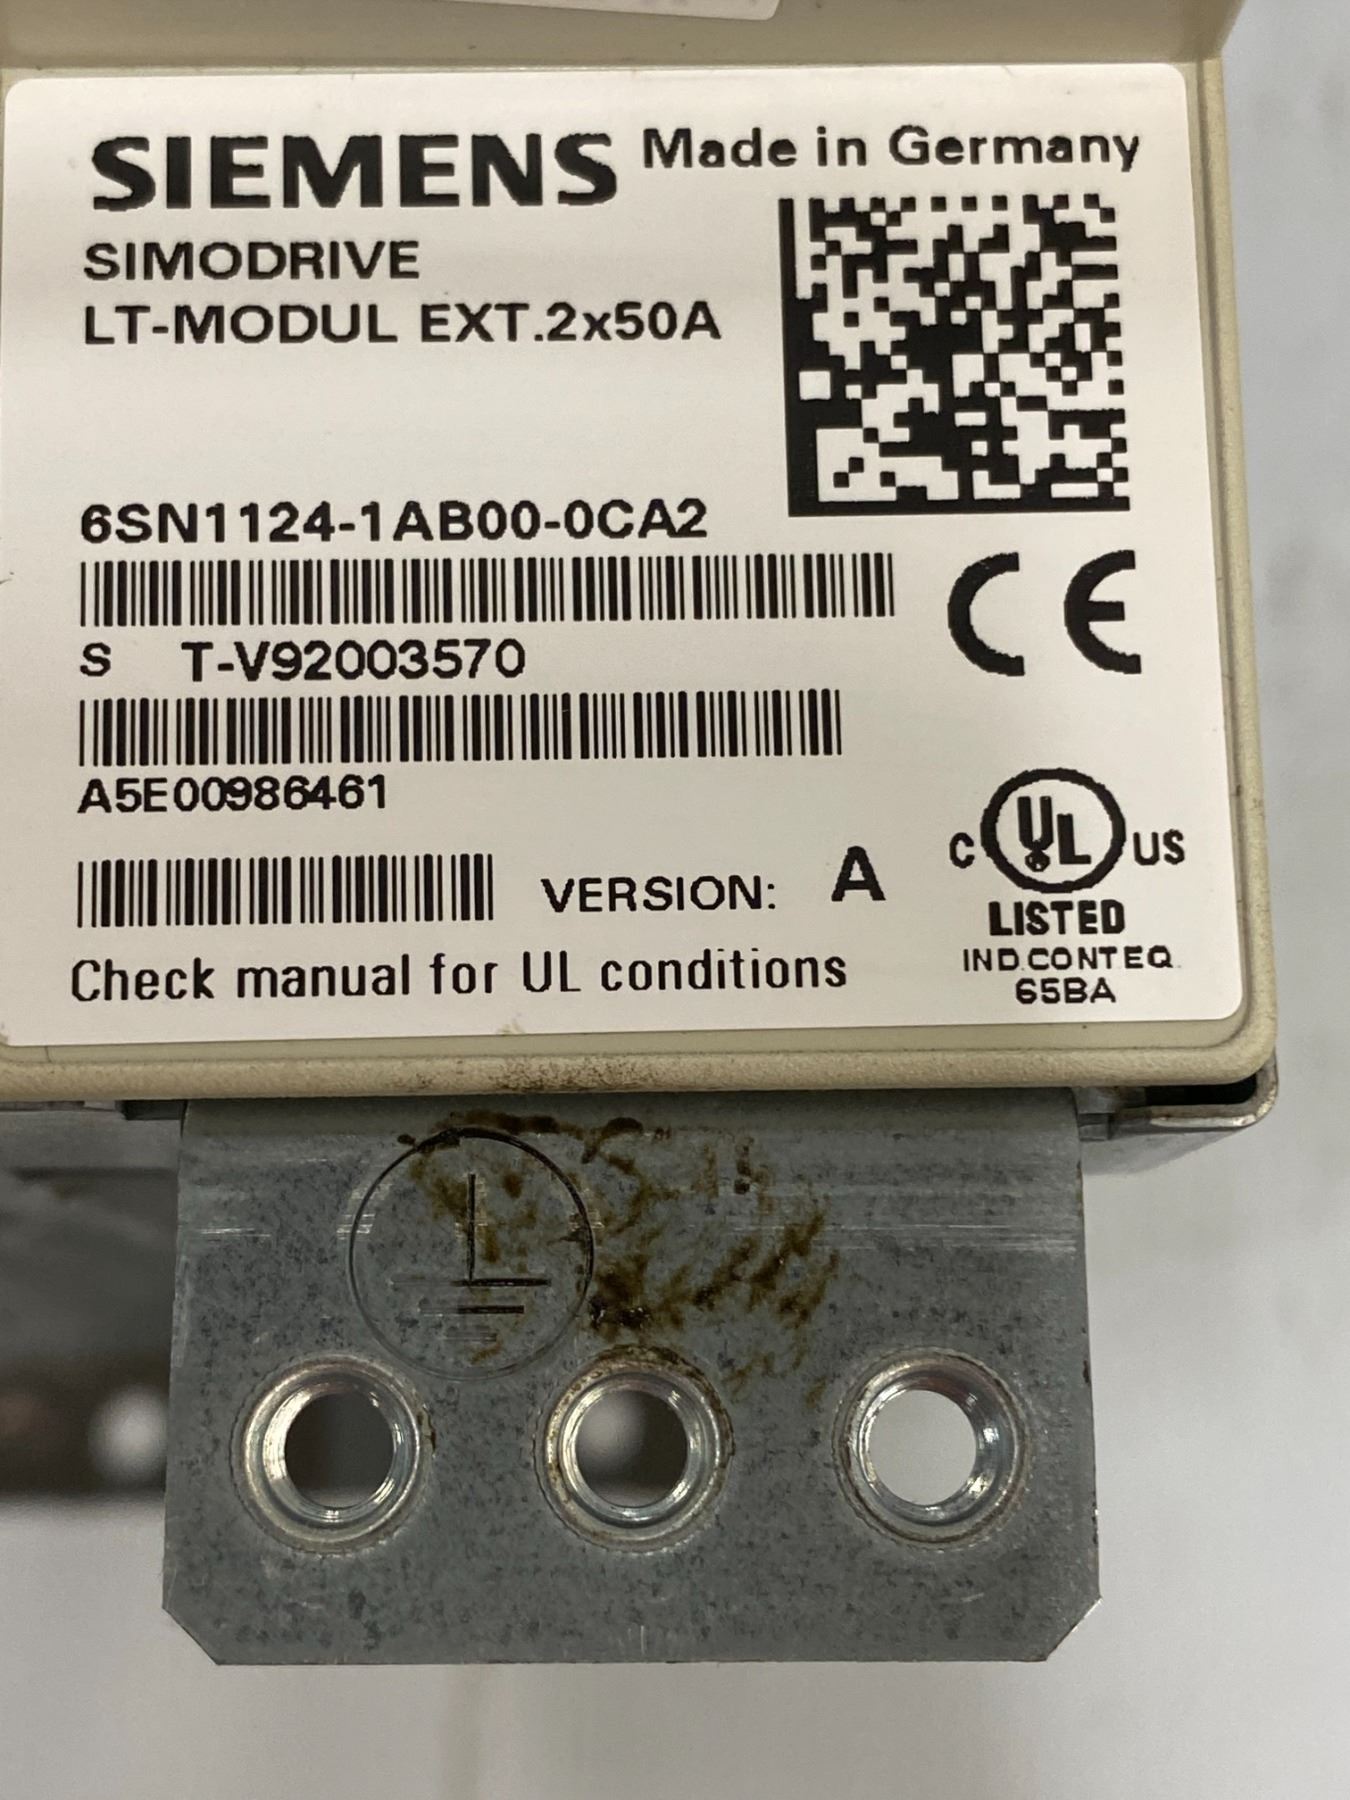 SIEMENS Made in Germany
SIMODRIVE
LT-MODUL EXT.2x50A
6SN1124-1AB00-0CA2
CE
S T-V92003570
A5E00986461
VERSION: A
C UL US
LISTED
IND.CONT.EQ.
65BA
Check manual for UL conditions